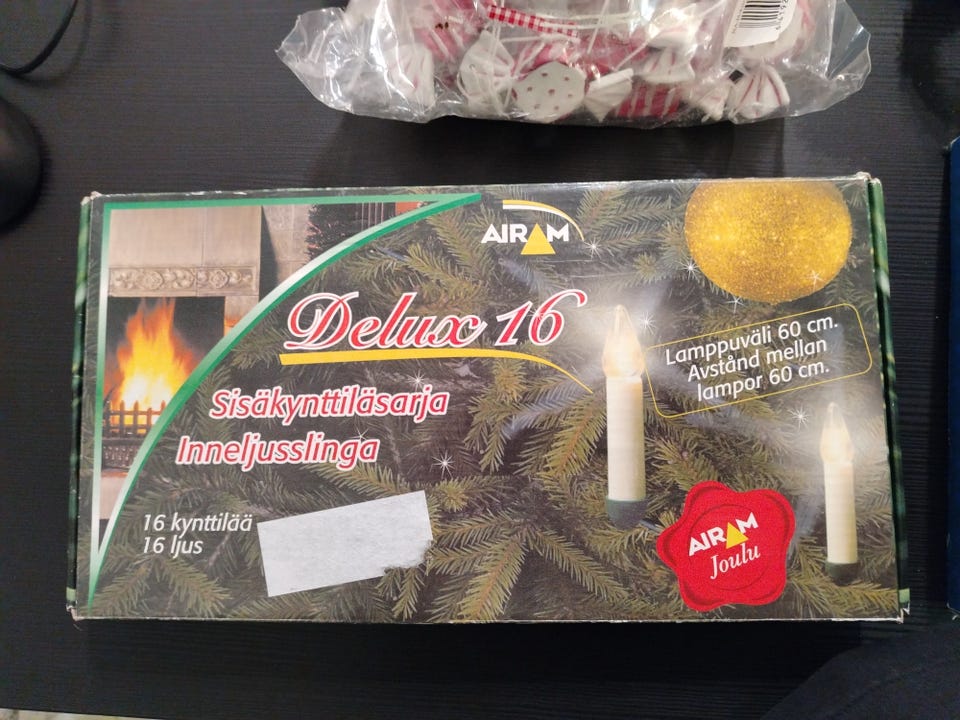 AIRAM
Delux 16
Lamppuväli 60 cm.
Avstånd mellan
lampor 60 cm.
Sisäkynttiläsarja
Inneljusslinga
16 kynttilää
16 ljus
AIRAM
Joulu